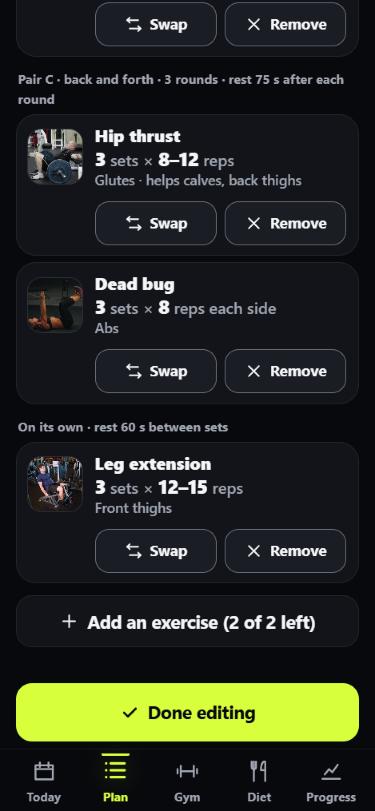 Swap
Remove
Pair C · back and forth · 3 rounds · rest 75 s after each
round
Hip thrust
3 sets × 8–12 reps
Glutes · helps calves, back thighs
Swap
Remove
Dead bug
3 sets × 8 reps each side
Abs
Swap
Remove
On its own · rest 60 s between sets
Leg extension
3 sets × 12–15 reps
Front thighs
Swap
Remove
Add an exercise (2 of 2 left)
Done editing
Today
Plan
Gym
Diet
Progress